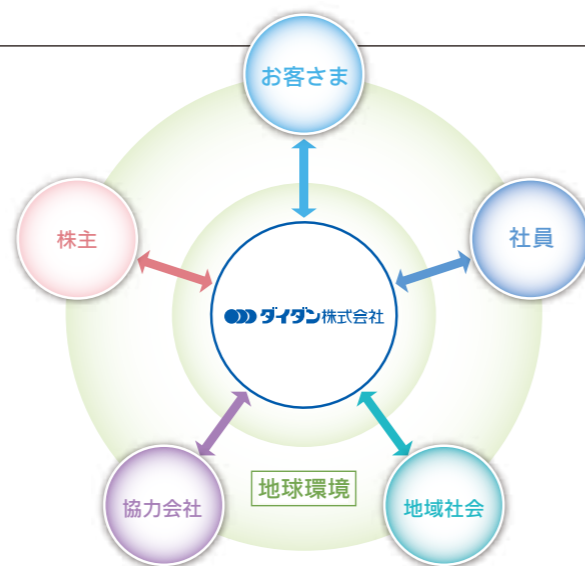 お客さま
株主
社員
ダイダン株式会社
協力会社
地球環境
地域社会